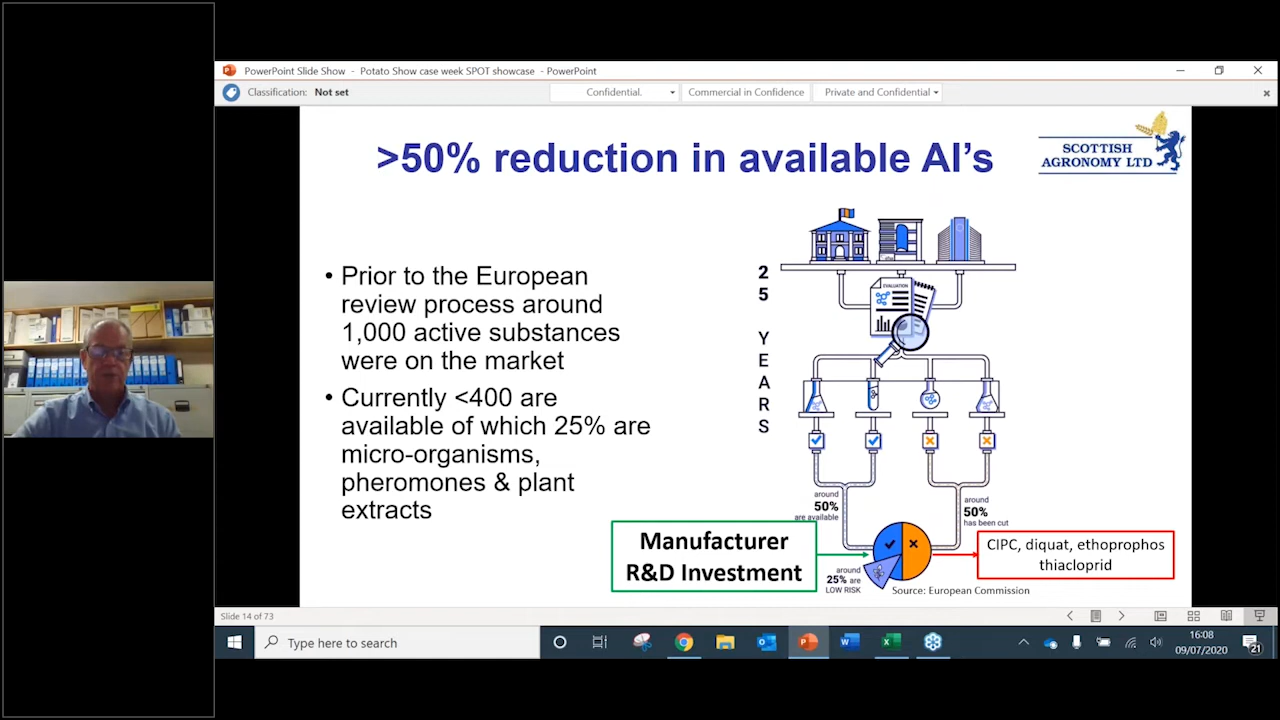 PowerPoint Slide Show - Potato Show case week SPOT showcase - PowerPoint
Classification: Not set
Confidential.
Commercial in Confidence
Private and Confidential
>50% reduction in available AI's
SCOTTISH
AGRONOMY LTD
• Prior to the European
review process around
1,000 active substances
were on the market
• Currently <400 are
available of which 25% are
micro-organisms,
pheromones & plant
extracts
2
5
Y
E
A
R
S
EVALUATION
around
50%
are available
around
50%
has been cut
Manufacturer
R&D Investment
CIPC, diquat, ethoprophos
thiacloprid
around
25% are
LOW RISK
Source: European Commission
Slide 14 of 73
Type here to search
16:08
09/07/2020
21